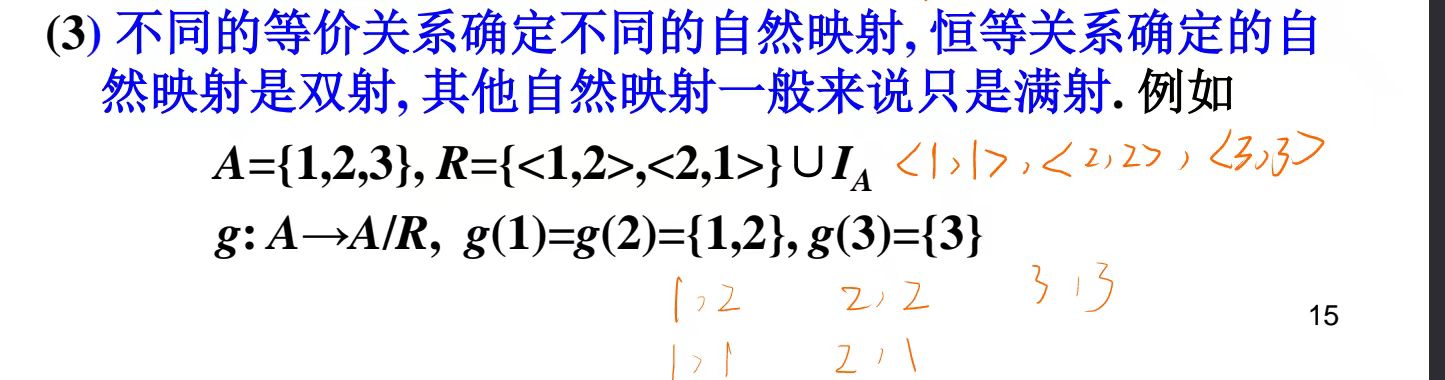 (3) 不同的等价关系确定不同的自然映射, 恒等关系确定的自
然映射是双射, 其他自然映射一般来说只是满射. 例如
A={1,2,3}, R={<1,2>,<2,1>}∪I_A <1,1>, <2,2>, <3,3>
g: A→A/R, g(1)=g(2)={1,2}, g(3)={3}
1,2 2,2 3,3
15
1,1 2,1